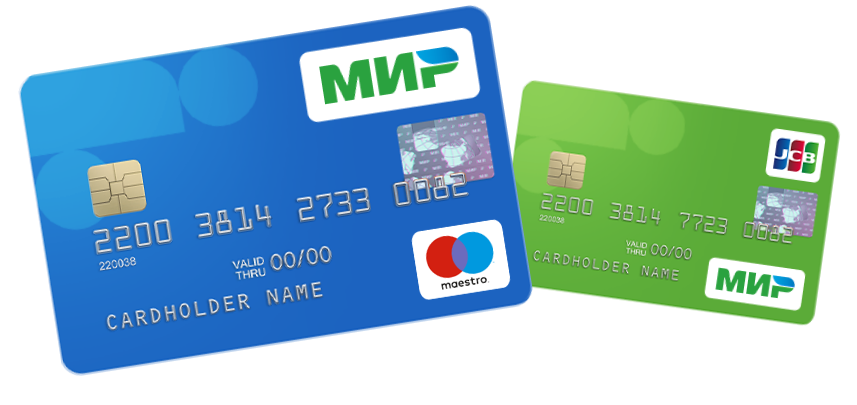 МИР
2200 3814 2733 0082
220038
VALID
THRU 00/00
CARDHOLDER NAME
maestro
JCB
2200 3814 7723 0082
220038
VALID
THRU 00/00
CARDHOLDER NAME
МИР